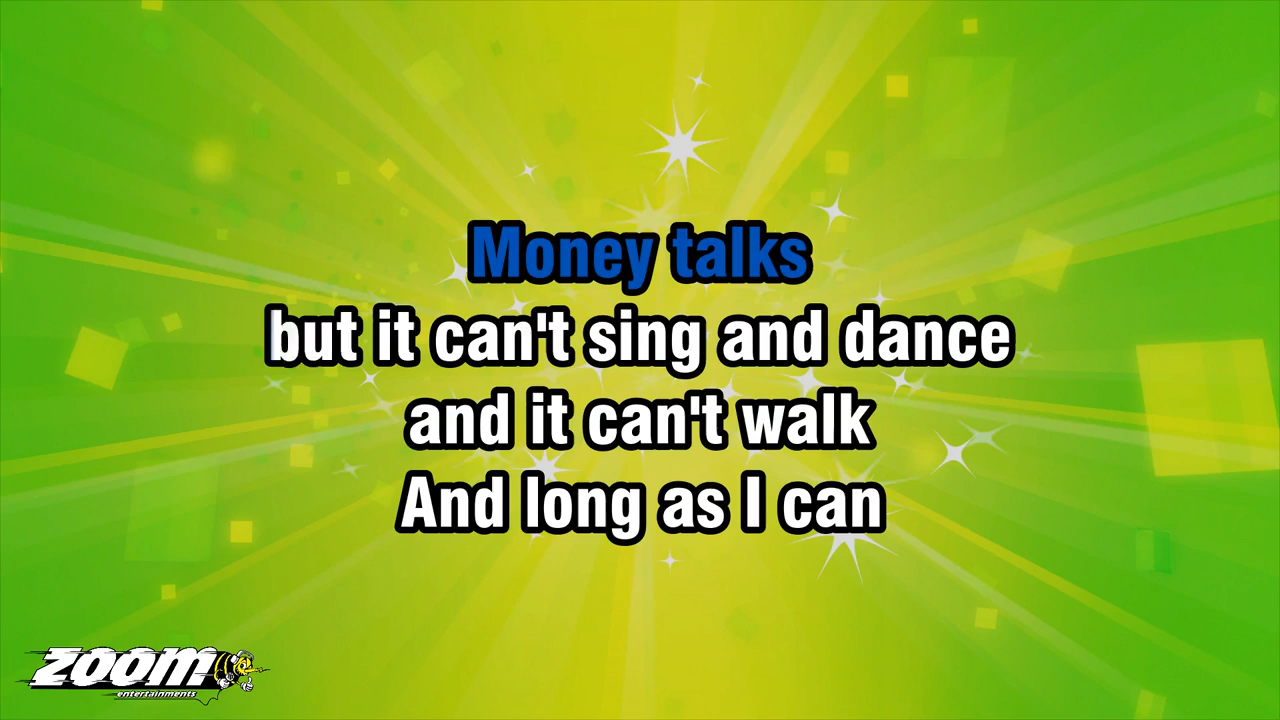 Money talks
but it can't sing and dance
and it can't walk
And long as I can
zoom
entertainments